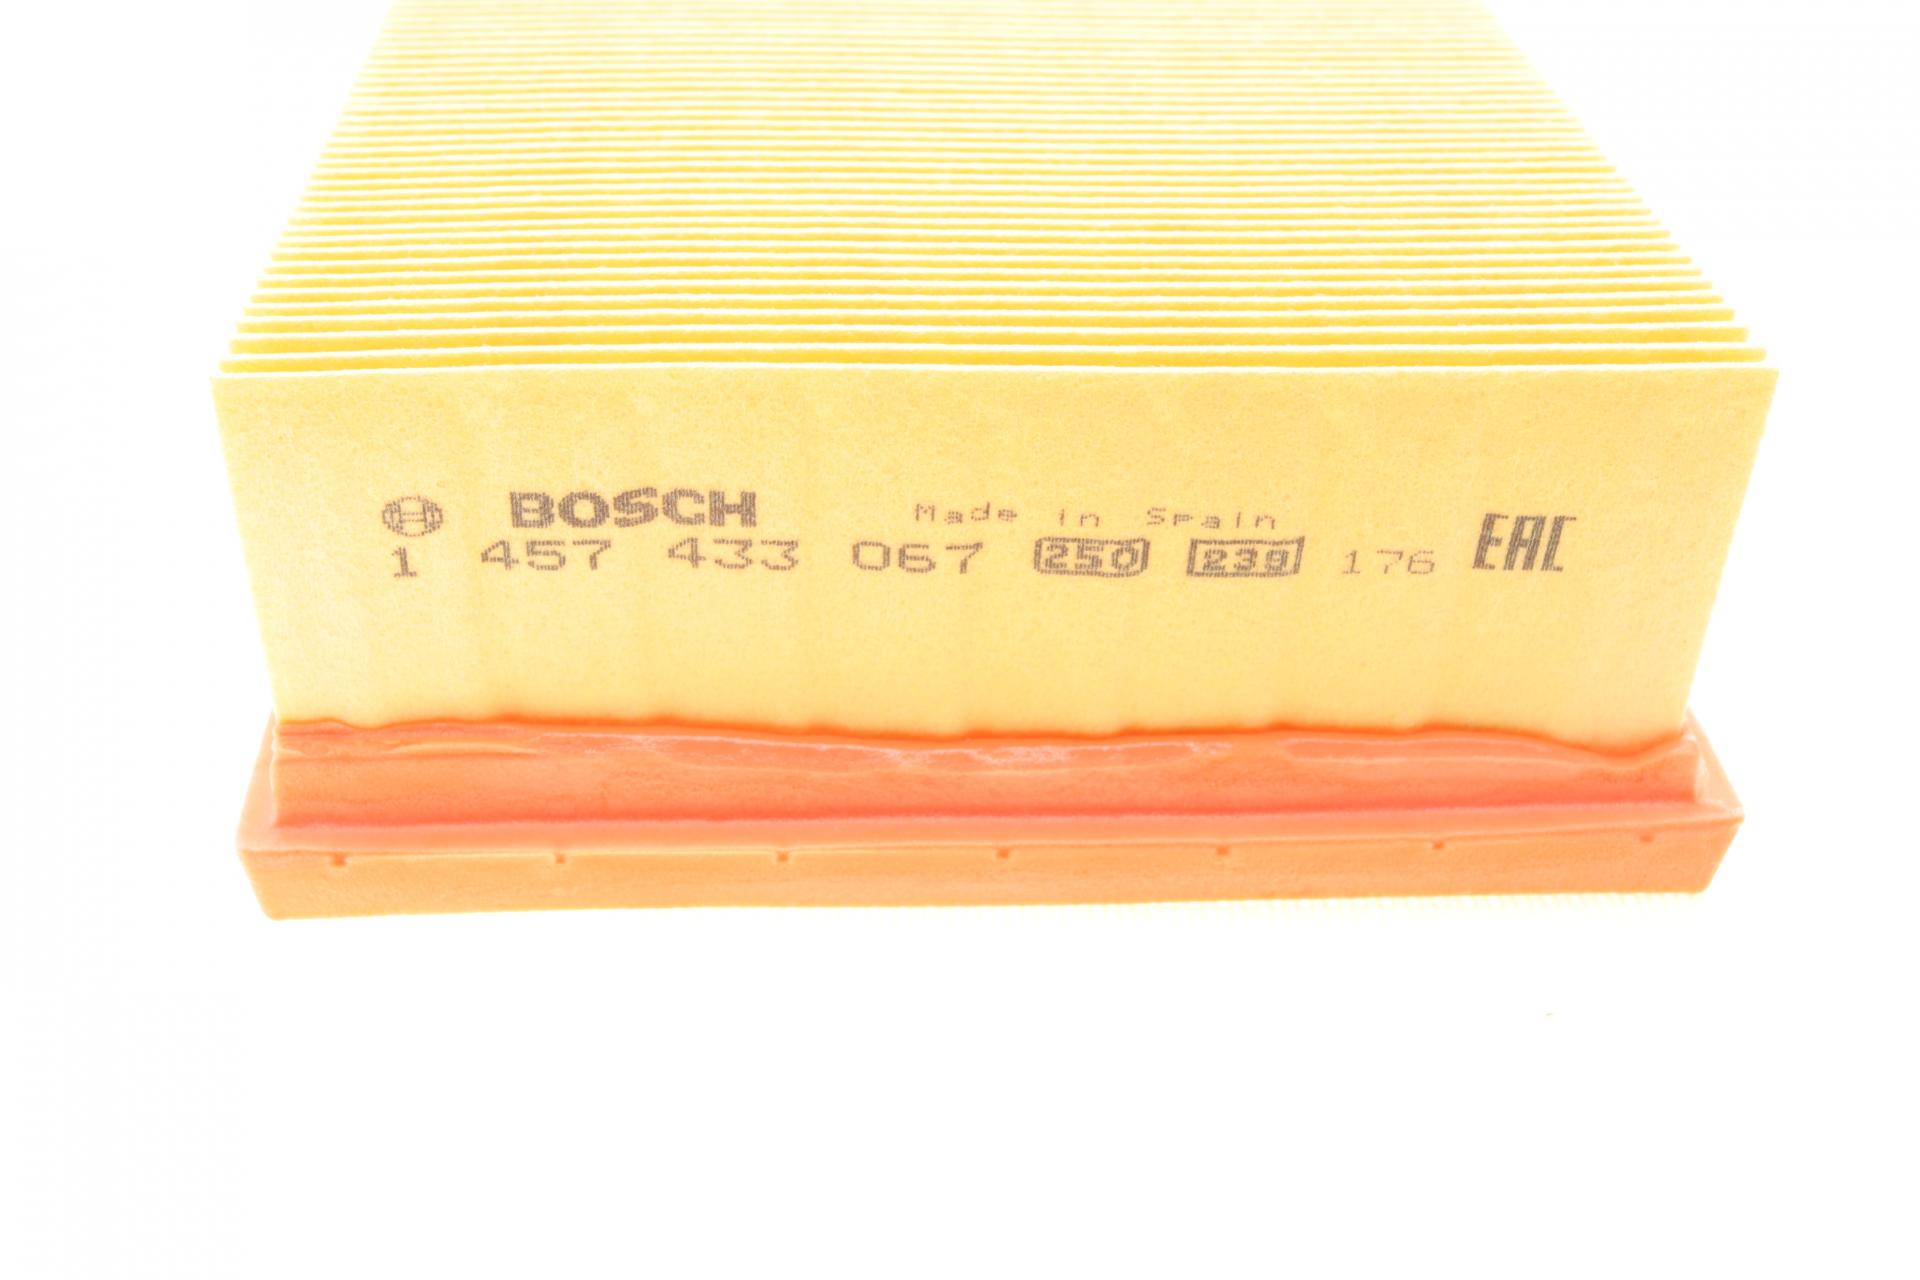 BOSCH Made in Spain
1 457 433 067 250 239 176 EAC